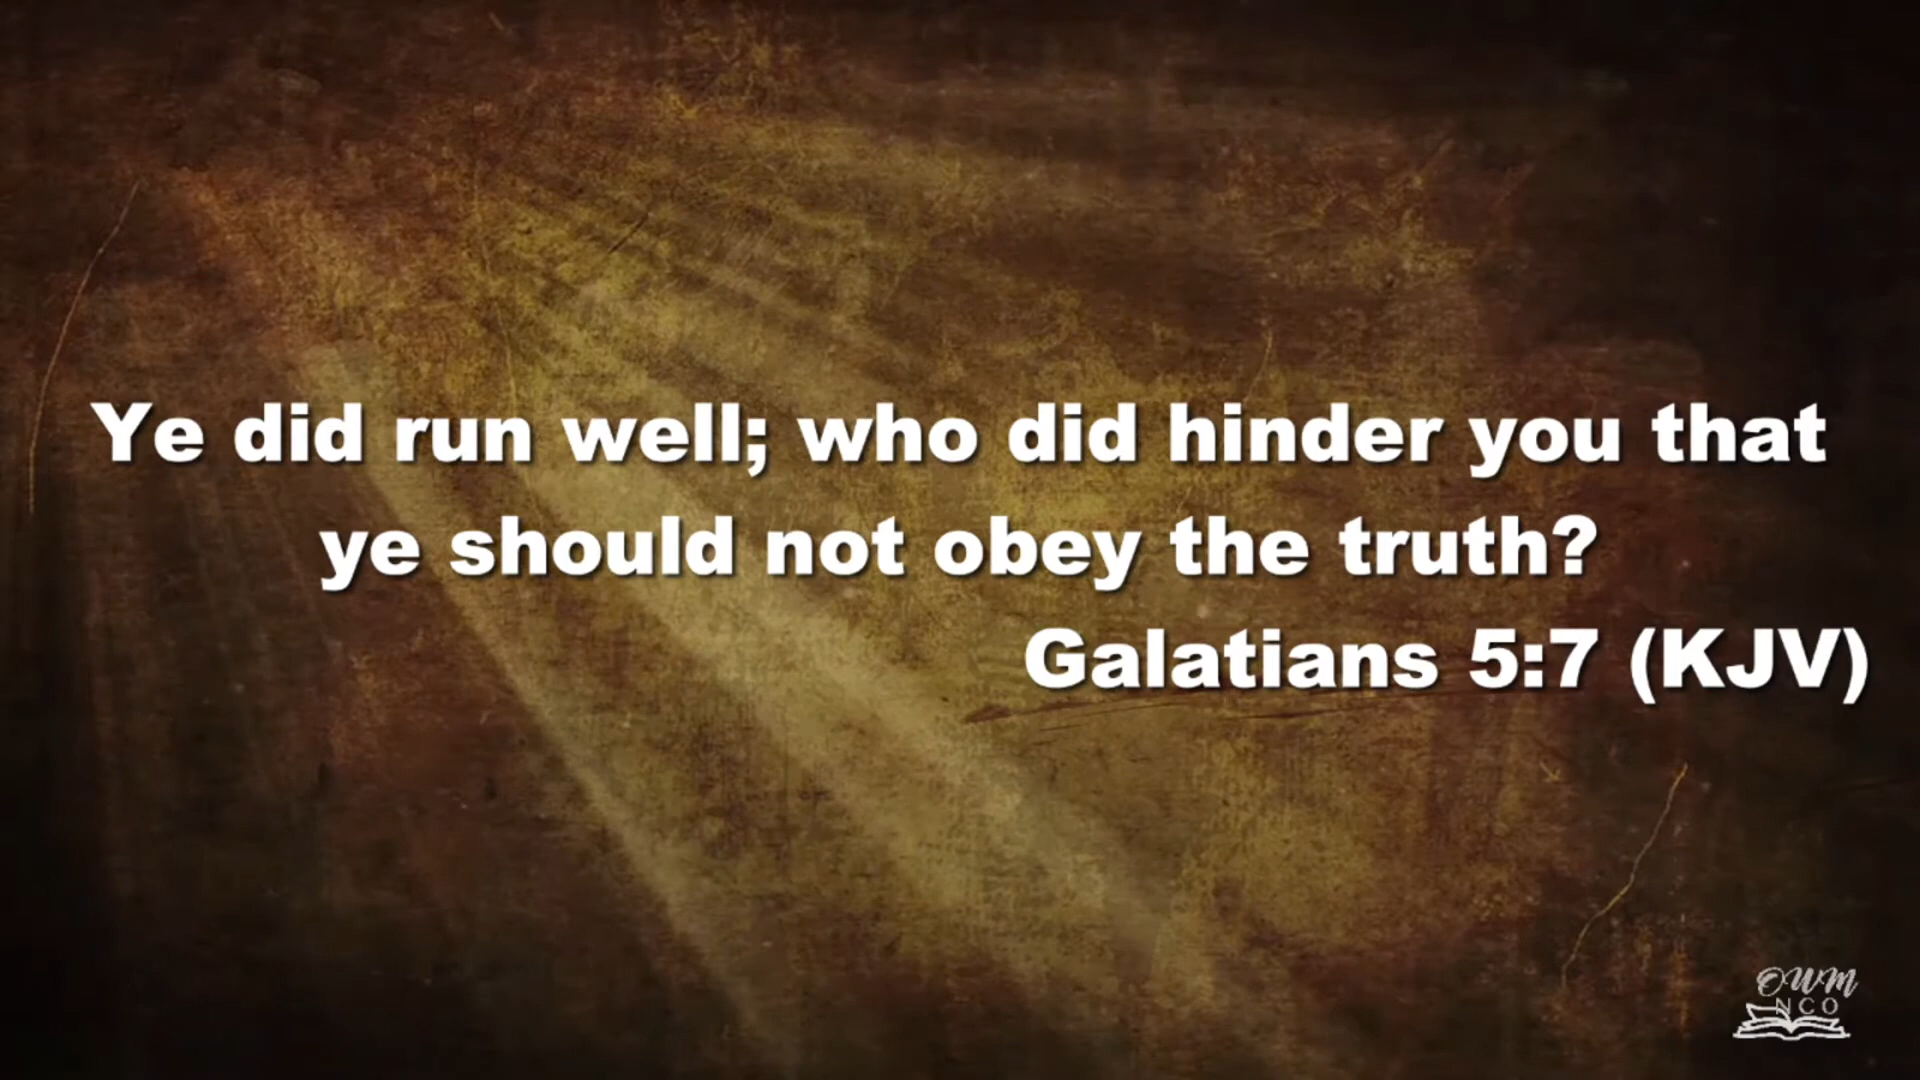 Ye did run well; who did hinder you that
ye should not obey the truth?
Galatians 5:7 (KJV)
OWM
NCO